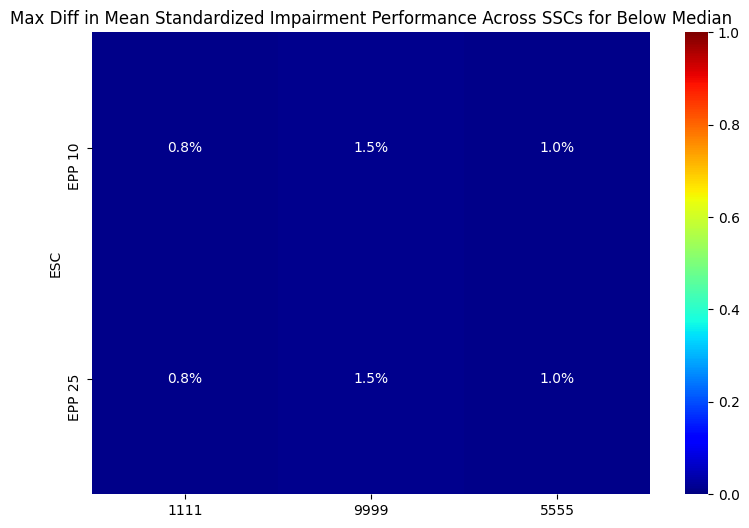 Max Diff in Mean Standardized Impairment Performance Across SSCs for Below Median
1.0
0.8
0.6
0.4
0.2
0.0
ESC
EPP 10
0.8% 1.5% 1.0%
EPP 25
0.8% 1.5% 1.0%
1111 9999 5555